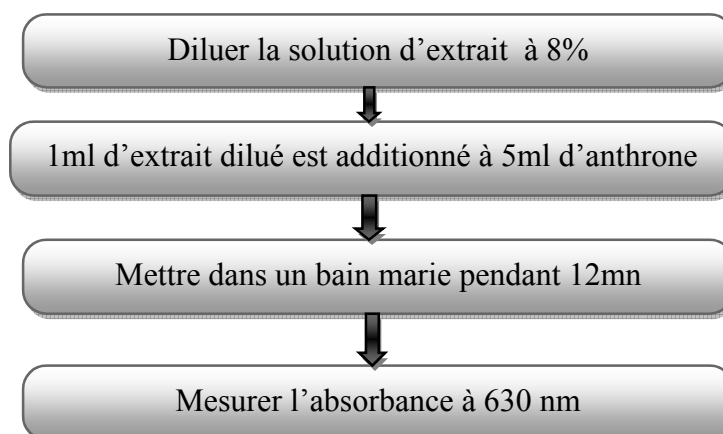 Diluer la solution d’extrait à 8%
1ml d’extrait dilué est additionné à 5ml d’anthrone
Mettre dans un bain marie pendant 12mn
Mesurer l’absorbance à 630 nm